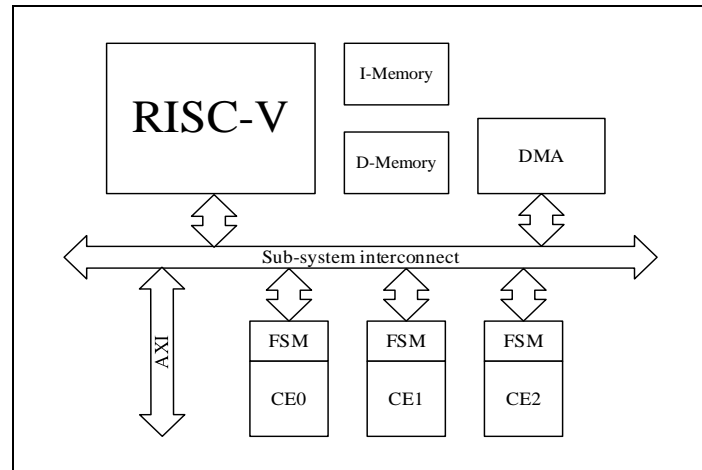 RISC-V
I-Memory
D-Memory
DMA
Sub-system interconnect
AXI
FSM
FSM
FSM
CE0
CE1
CE2